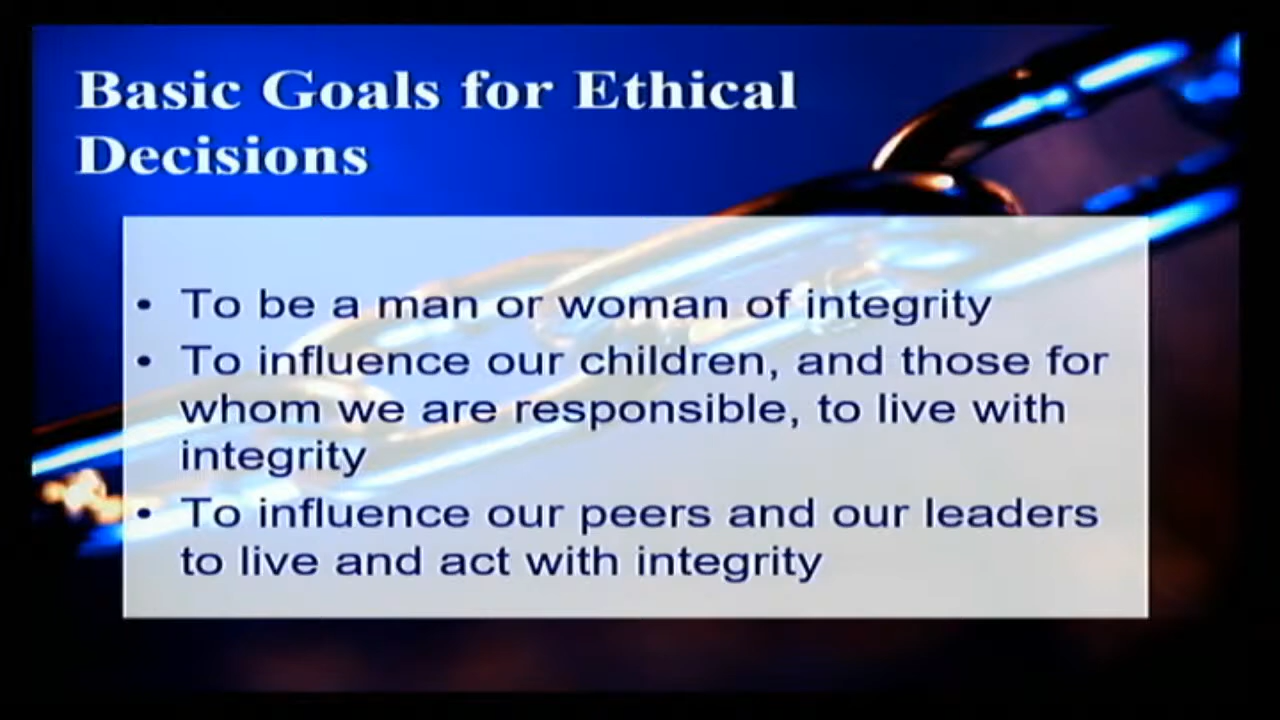 Basic Goals for Ethical
Decisions
• To be a man or woman of integrity
• To influence our children, and those for
whom we are responsible, to live with
integrity
• To influence our peers and our leaders
to live and act with integrity